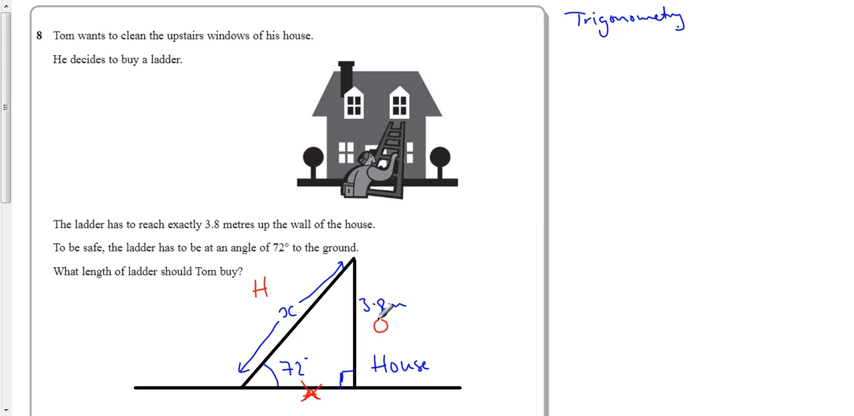 Trigonometry
8 Tom wants to clean the upstairs windows of his house.
He decides to buy a ladder.
The ladder has to reach exactly 3.8 metres up the wall of the house.
To be safe, the ladder has to be at an angle of 72° to the ground.
What length of ladder should Tom buy?
H
x
3.8m
O
72°
House
A